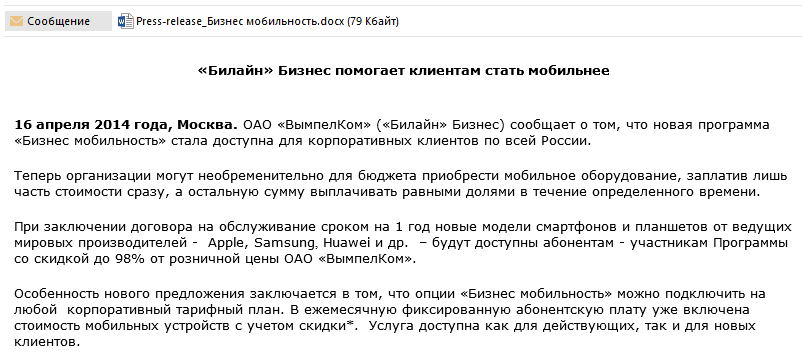 Сообщение Press-release_Бизнес мобильность.docx (79 Кбайт)
«Билайн» Бизнес помогает клиентам стать мобильнее
16 апреля 2014 года, Москва. ОАО «ВымпелКом» («Билайн» Бизнес) сообщает о том, что новая программа
«Бизнес мобильность» стала доступна для корпоративных клиентов по всей России.
Теперь организации могут необременительно для бюджета приобрести мобильное оборудование, заплатив лишь
часть стоимости сразу, а остальную сумму выплачивать равными долями в течение определенного времени.
При заключении договора на обслуживание сроком на 1 год новые модели смартфонов и планшетов от ведущих
мировых производителей - Apple, Samsung, Huawei и др. – будут доступны абонентам - участникам Программы
со скидкой до 98% от розничной цены ОАО «ВымпелКом».
Особенность нового предложения заключается в том, что опции «Бизнес мобильность» можно подключить на
любой корпоративный тарифный план. В ежемесячную фиксированную абонентскую плату уже включена
стоимость мобильных устройств с учетом скидки*. Услуга доступна как для действующих, так и для новых
клиентов.